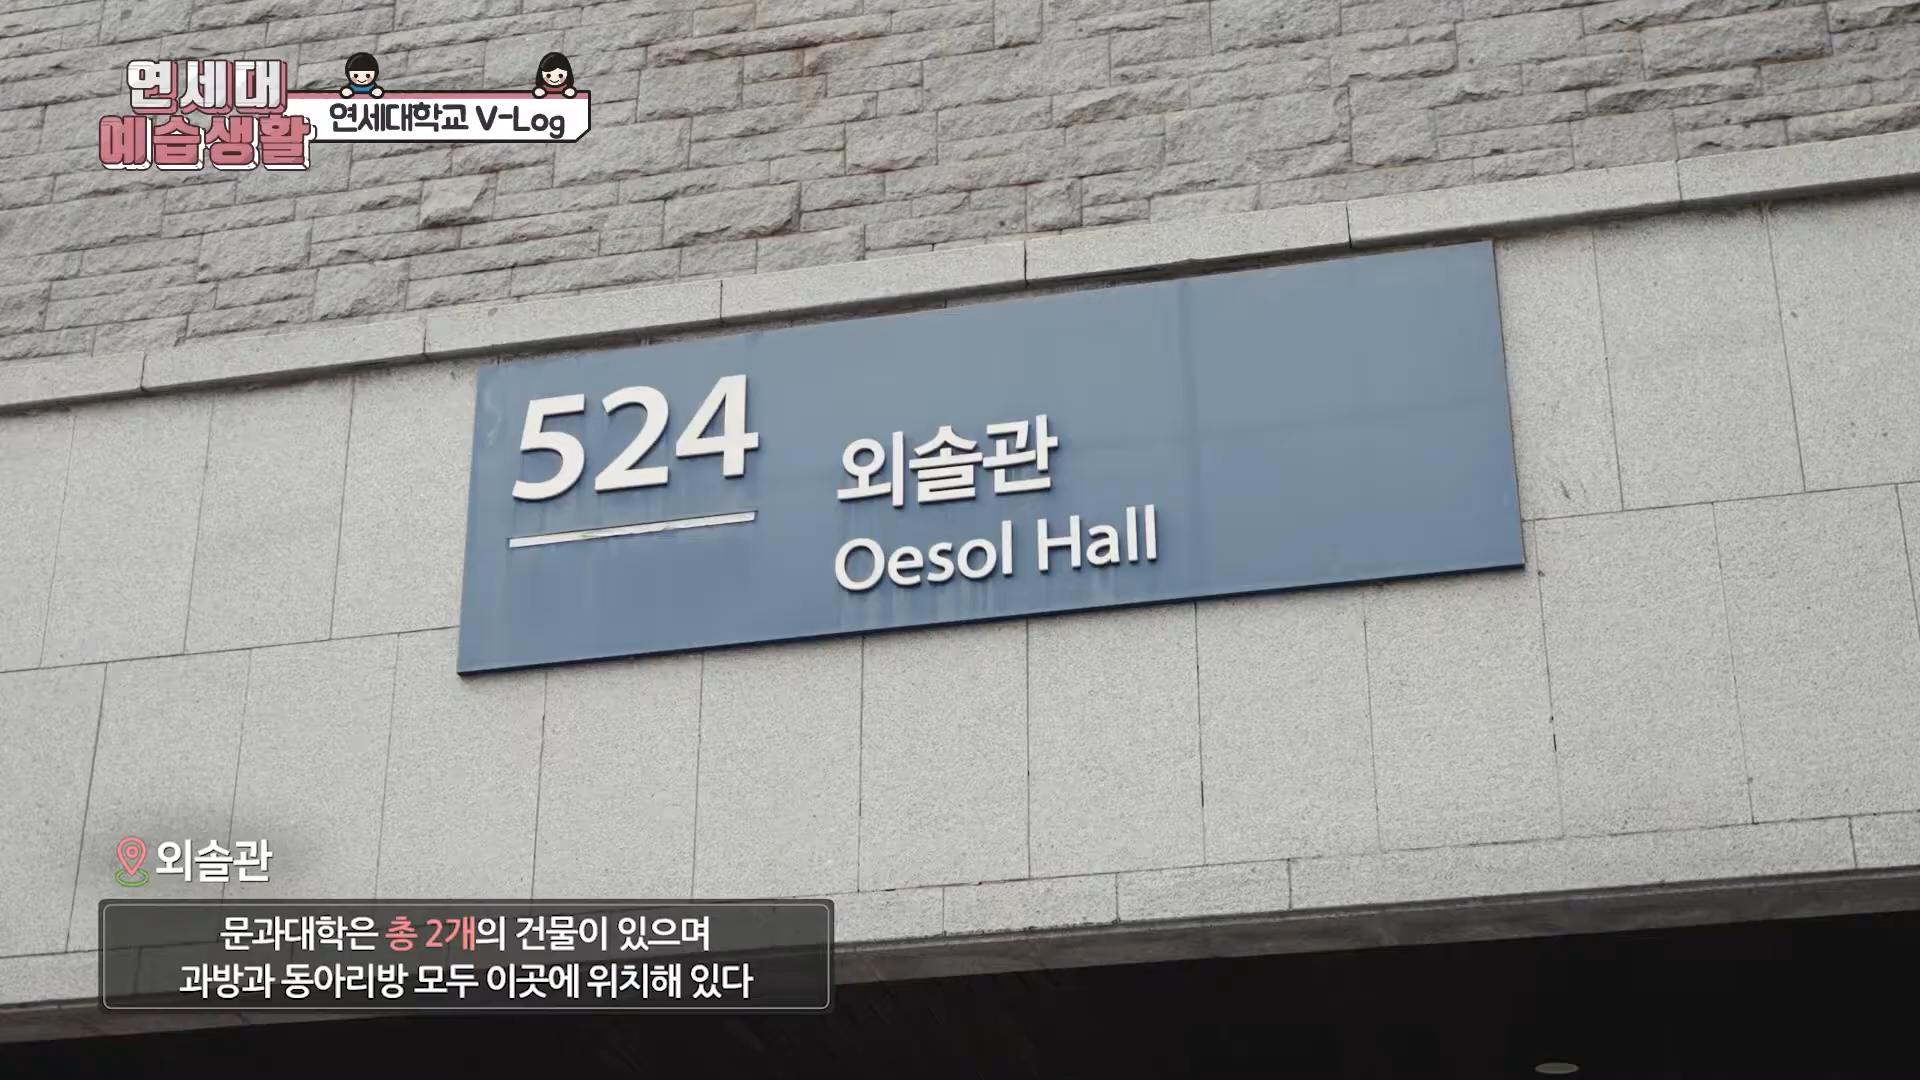 연세대
예습생활
연세대학교 V-Log
524
외솔관
Oesol Hall
외솔관
문과대학은 총 2개의 건물이 있으며
과방과 동아리방 모두 이곳에 위치해 있다